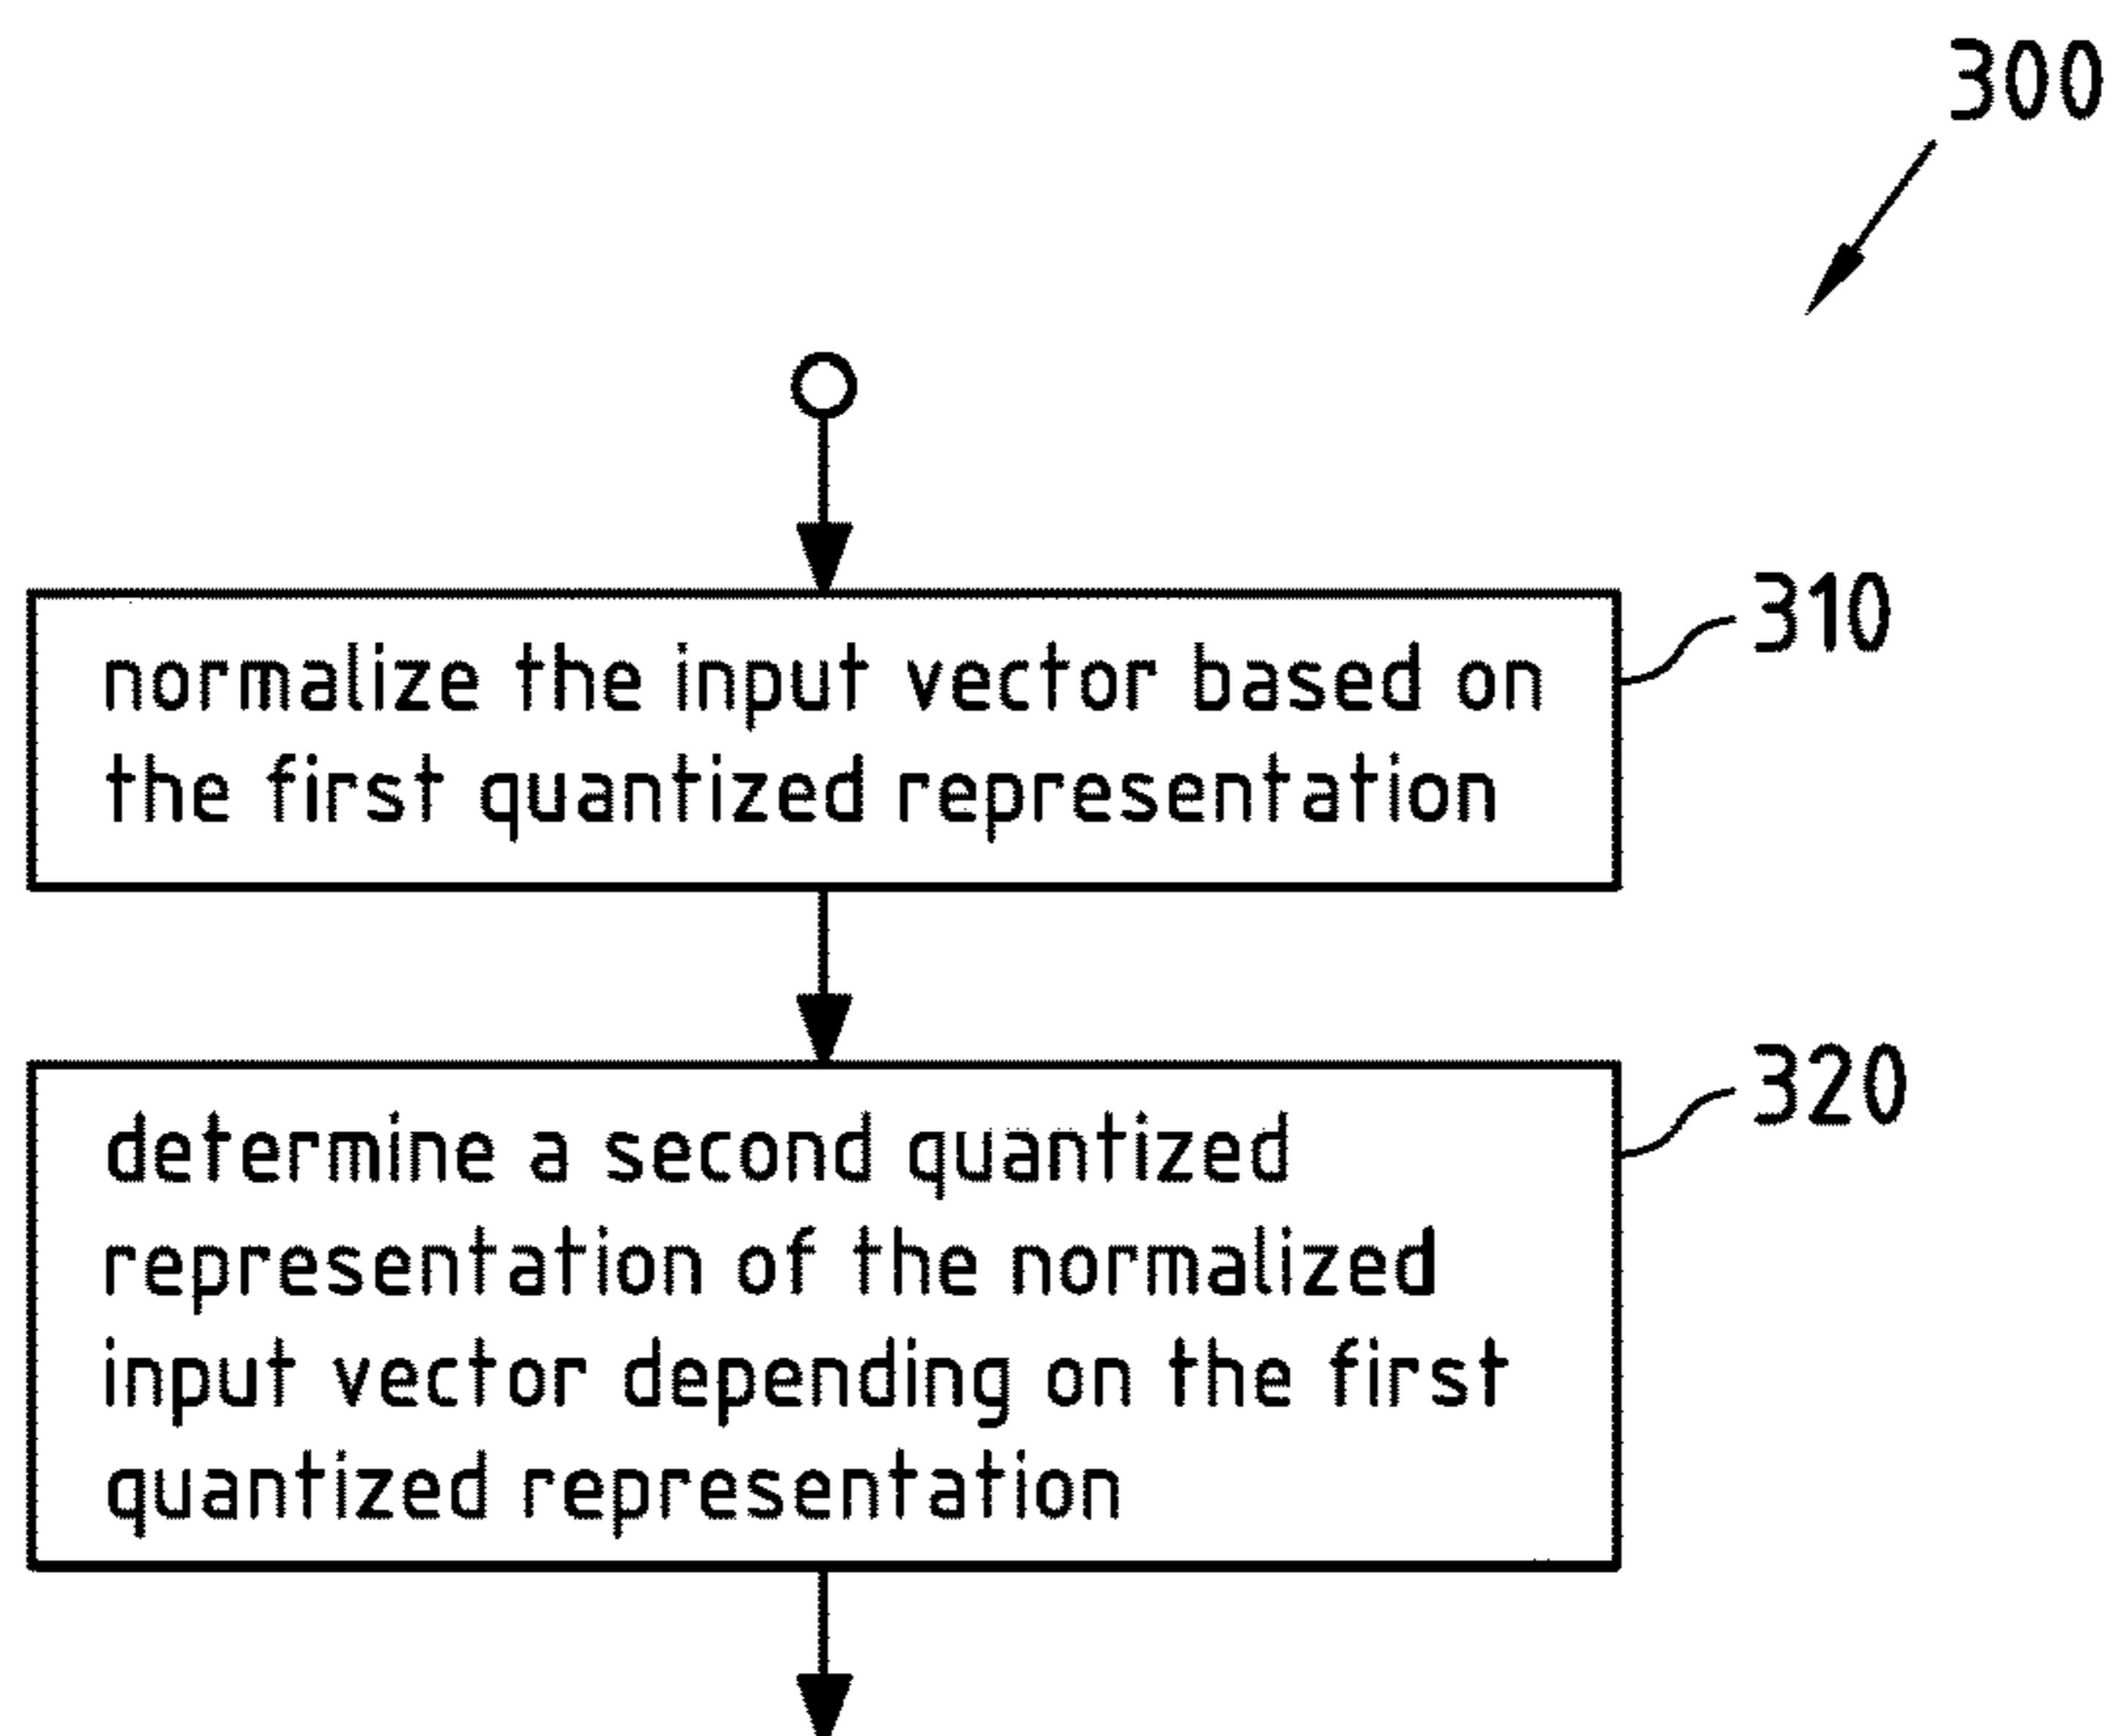 300
310
normalize the input vector based on
the first quantized representation
320
determine a second quantized
representation of the normalized
input vector depending on the first
quantized representation